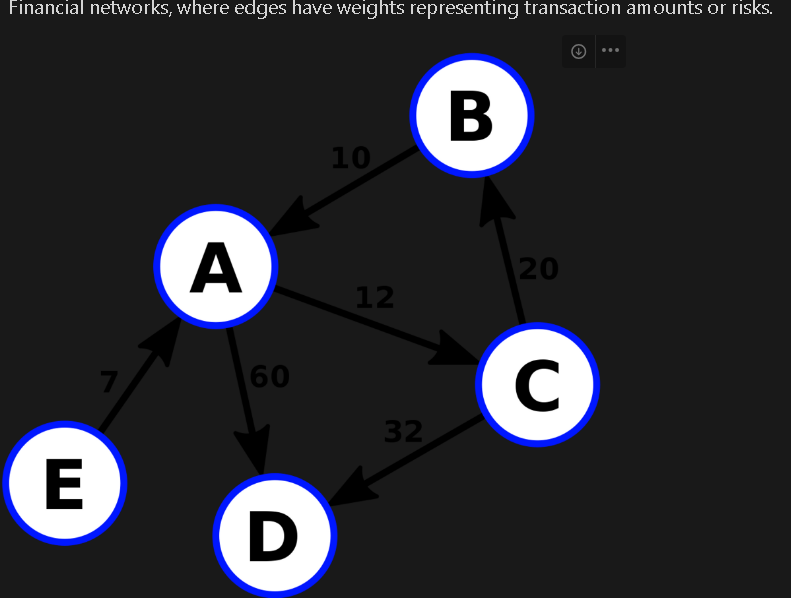 Financial networks, where edges have weights representing transaction amounts or risks.
B
10
A
20
12
7
60
C
32
E
D